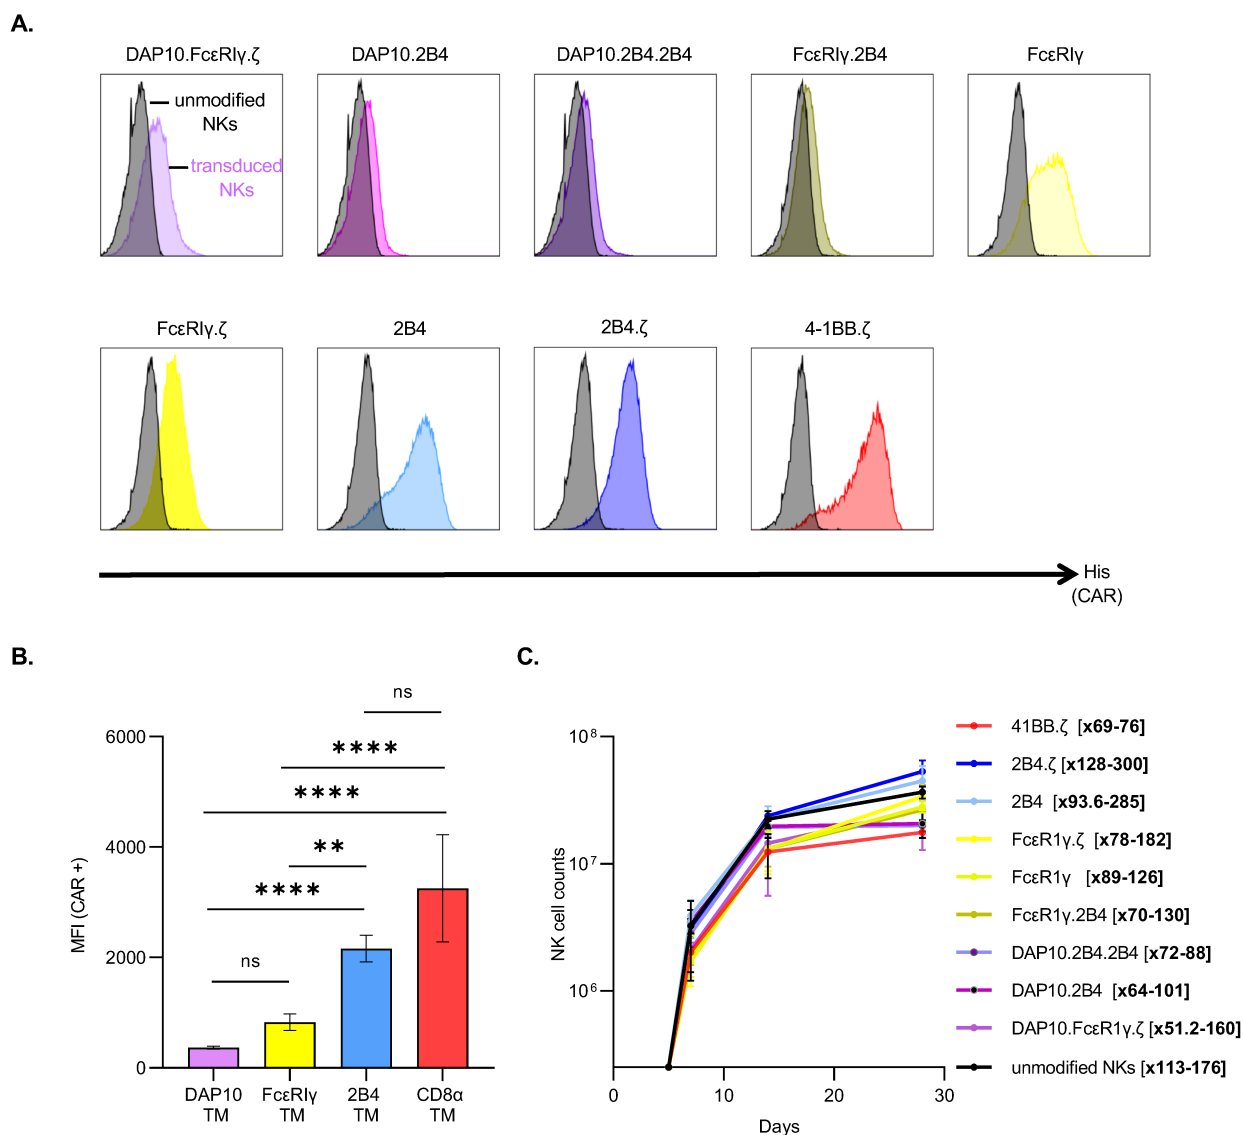 A.
DAP10.FcεRIγ.ζ
DAP10.2B4
DAP10.2B4.2B4
FcεRIγ.2B4
FcεRIγ
unmodified
NKs
transduced
NKs
FcεRIγ.ζ
2B4
2B4.ζ
4-1BB.ζ
His
(CAR)
B.
ns
****
****
**
****
ns
6000
4000
2000
0
MFI (CAR +)
DAP10
TM
FcεRIγ
TM
2B4
TM
CD8α
TM
C.
10⁸
10⁷
10⁶
NK cell counts
0
10
20
30
Days
41BB.ζ [x69-76]
2B4.ζ [x128-300]
2B4 [x93.6-285]
FcεR1γ.ζ [x78-182]
FcεR1γ [x89-126]
FcεR1γ.2B4 [x70-130]
DAP10.2B4.2B4 [x72-88]
DAP10.2B4 [x64-101]
DAP10.FcεR1γ.ζ [x51.2-160]
unmodified NKs [x113-176]